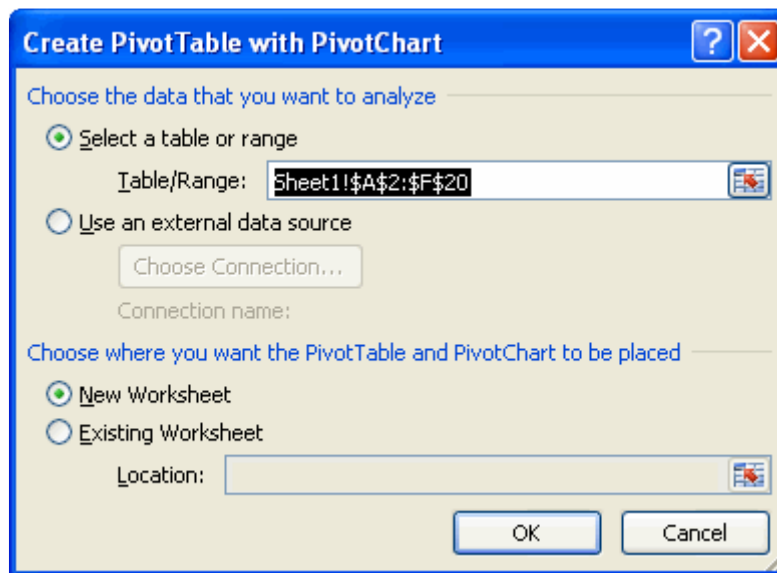 Create PivotTable with PivotChart
?
Choose the data that you want to analyze
Select a table or range
Table/Range: Sheet1!$A$2:$F$20
Use an external data source
Choose Connection...
Connection name:
Choose where you want the PivotTable and PivotChart to be placed
New Worksheet
Existing Worksheet
Location:
OK Cancel